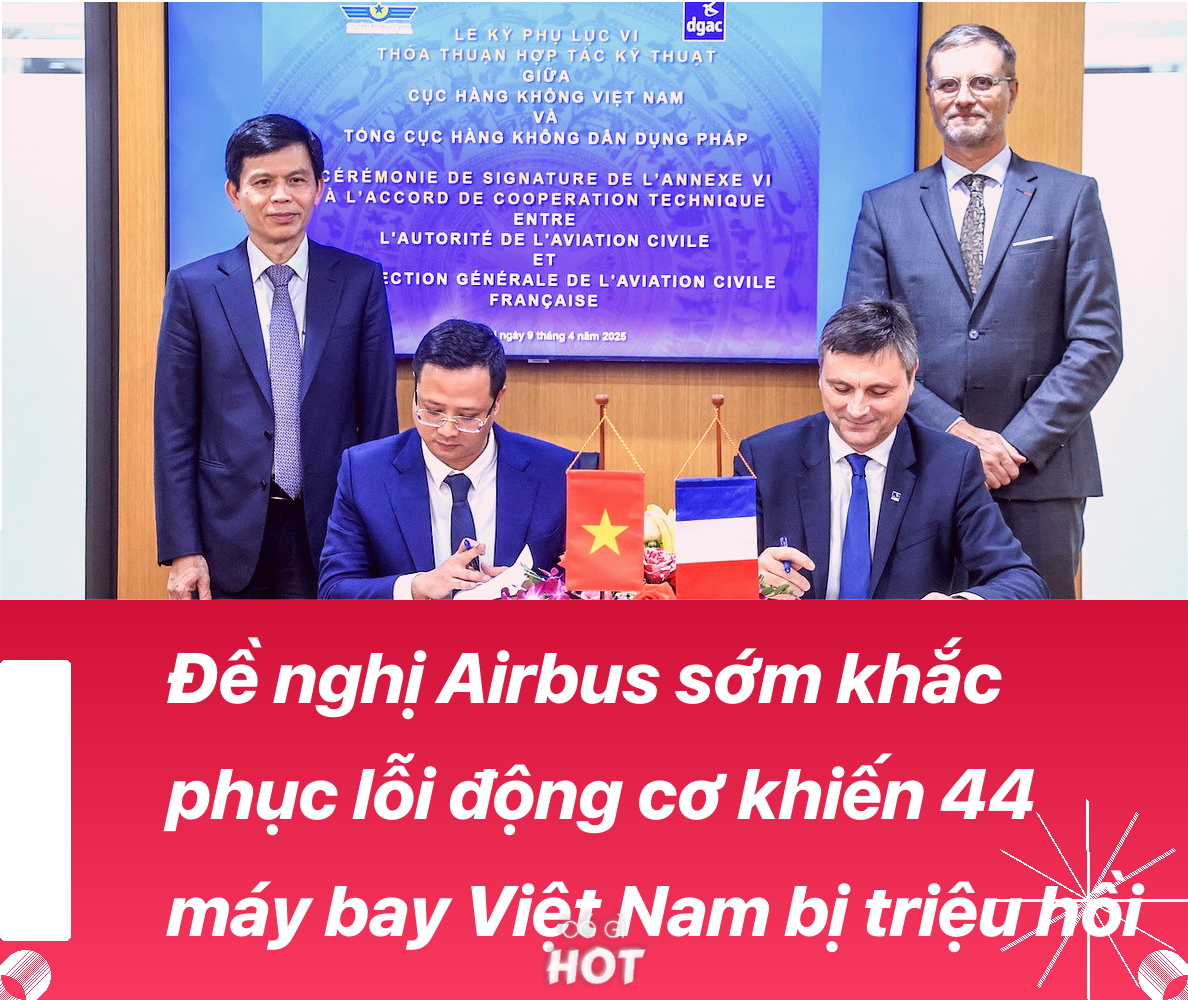 dgac
LE KÝ PHỤ LỤC VI
THỎA THUẬN HỢP TÁC KỸ THUẬT
GIỮA
CỤC HÀNG KHÔNG VIỆT NAM
VÀ
TỔNG CỤC HÀNG KHÔNG DÂN DỤNG PHÁP
CÉRÉMONIE DE SIGNATURE DE L'ANNEXE VI
À L'ACCORD DE COOPERATION TECHNIQUE
ENTRE
L'AUTORITÉ DE L'AVIATION CIVILE
ET
ECTION GÉNÉRALE DE L'AVIATION CIVILE
FRANÇAISE
ngày 9 tháng 4 năm 2025
Đề nghị Airbus sớm khắc
phục lỗi động cơ khiến 44
máy bay Việt Nam bị triệu hồi
CÓ GÌ
HOT